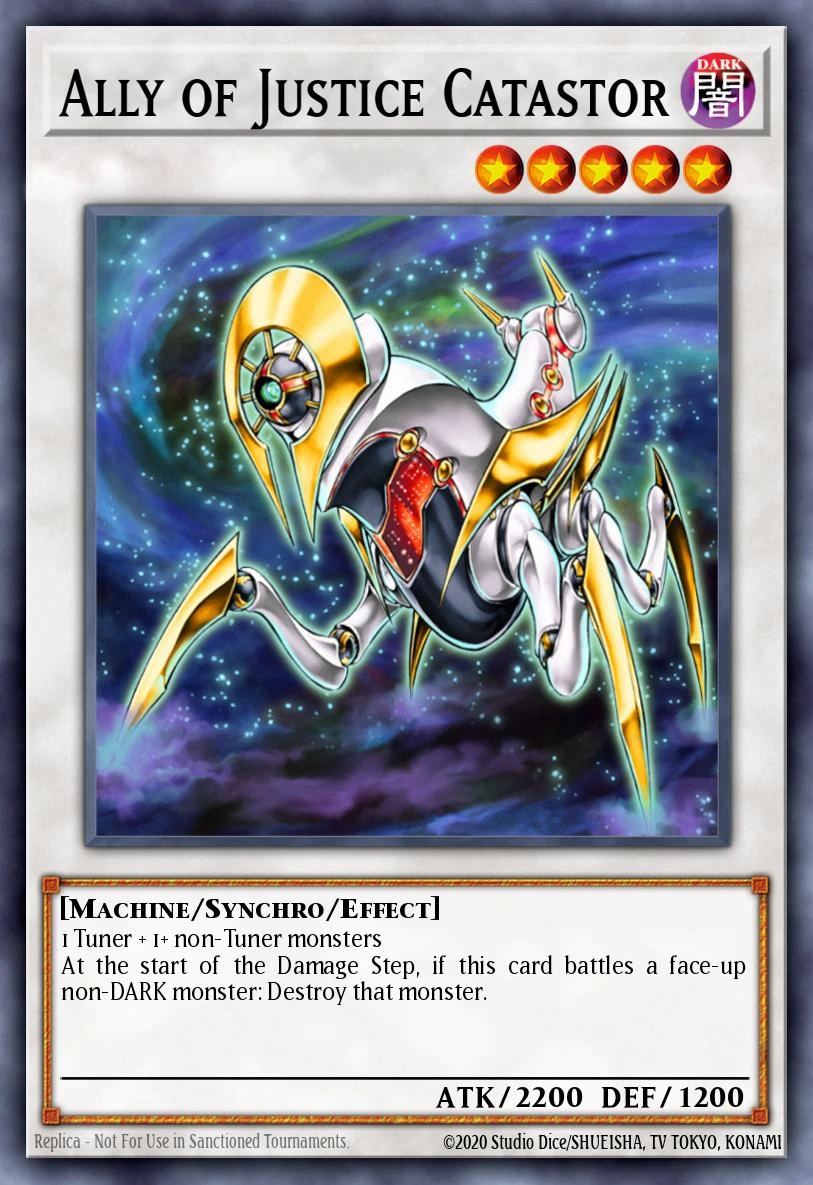 Ally of Justice Catastor
DARK
闇
[Machine/Synchro/Effect]
1 Tuner + 1+ non-Tuner monsters
At the start of the Damage Step, if this card battles a face-up
non-DARK monster: Destroy that monster.
ATK/2200 DEF/1200
Replica - Not For Use in Sanctioned Tournaments.
©2020 Studio Dice/SHUEISHA, TV TOKYO, KONAMI